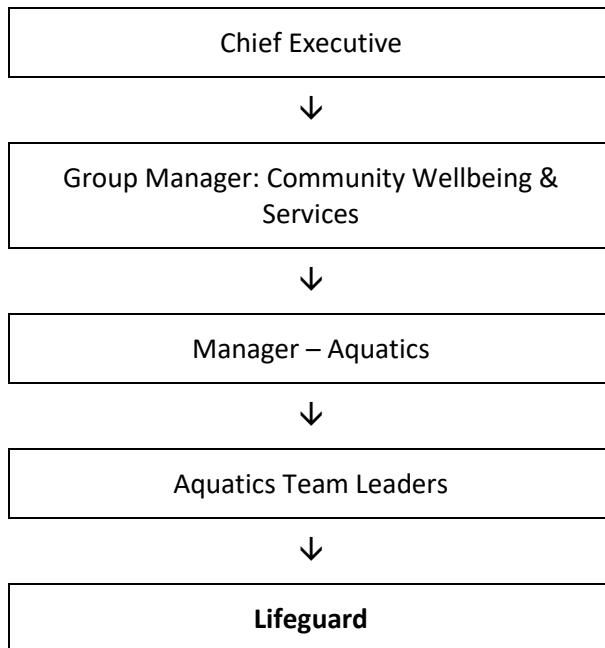 Chief Executive
↓
Group Manager: Community Wellbeing &
Services
↓
Manager – Aquatics
↓
Aquatics Team Leaders
↓
Lifeguard